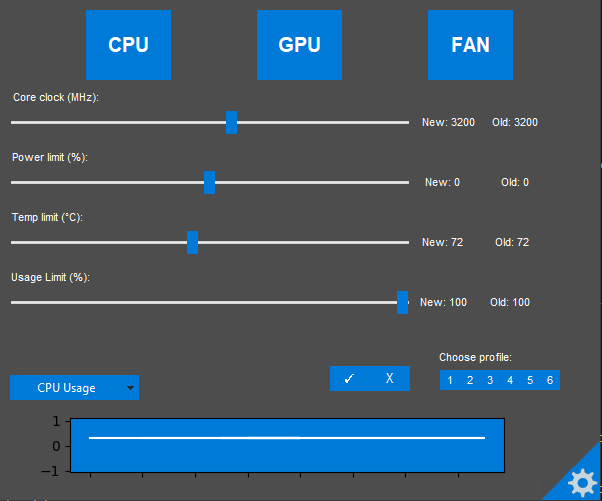 CPU GPU FAN
Core clock (MHz):
New: 3200 Old: 3200
Power limit (%):
New: 0 Old: 0
Temp limit (°C):
New: 72 Old: 72
Usage Limit (%):
New: 100 Old: 100
Choose profile:
CPU Usage ✓ X 1 2 3 4 5 6
1
0
−1